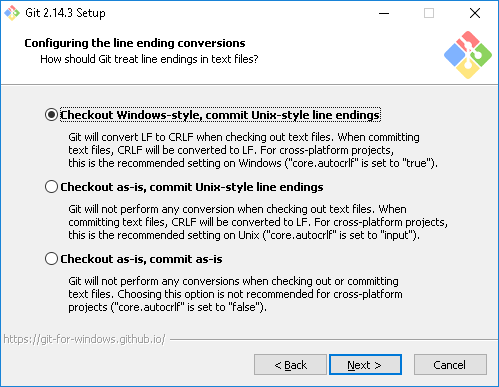 Git 2.14.3 Setup
Configuring the line ending conversions
How should Git treat line endings in text files?
Checkout Windows-style, commit Unix-style line endings
Git will convert LF to CRLF when checking out text files. When committing
text files, CRLF will be converted to LF. For cross-platform projects,
this is the recommended setting on Windows ("core.autocrlf" is set to "true").
Checkout as-is, commit Unix-style line endings
Git will not perform any conversion when checking out text files. When
committing text files, CRLF will be converted to LF. For cross-platform projects,
this is the recommended setting on Unix ("core.autocrlf" is set to "input").
Checkout as-is, commit as-is
Git will not perform any conversions when checking out or committing
text files. Choosing this option is not recommended for cross-platform
projects ("core.autocrlf" is set to "false").
https://git-for-windows.github.io/
< Back
Next >
Cancel